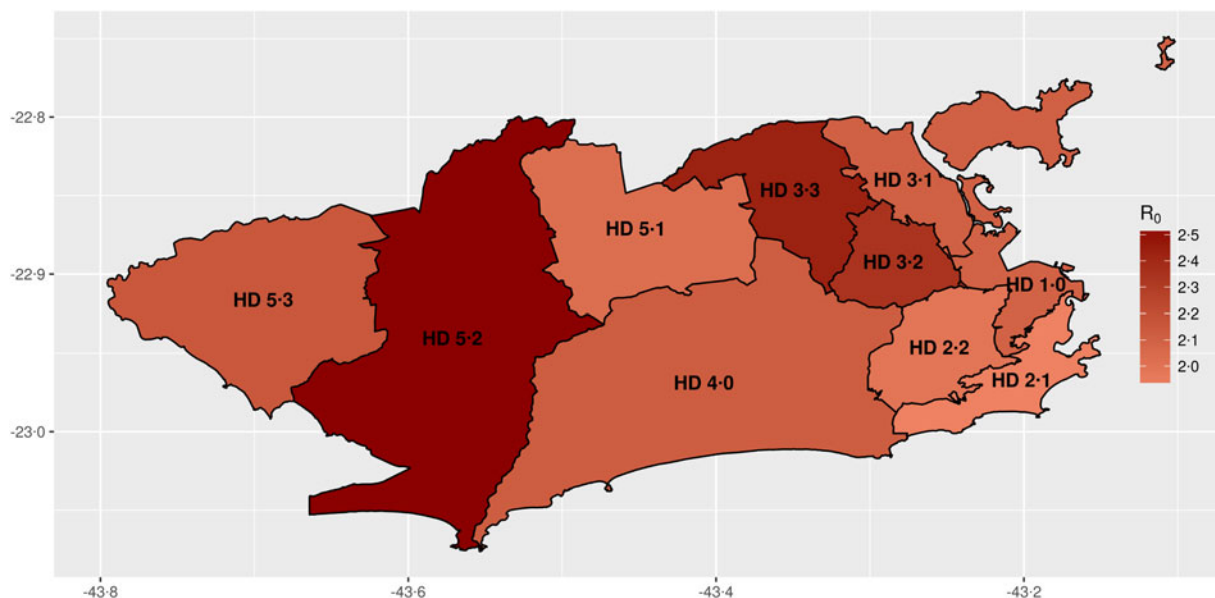 -22·8
-22·9
-23·0
HD 3·3
HD 3·1
HD 5·1
HD 3·2
HD 1·0
HD 5·3
HD 5·2
HD 2·2
HD 4·0
HD 2·1
R0
2·5
2·4
2·3
2·2
2·1
2·0
-43·8
-43·6
-43·4
-43·2